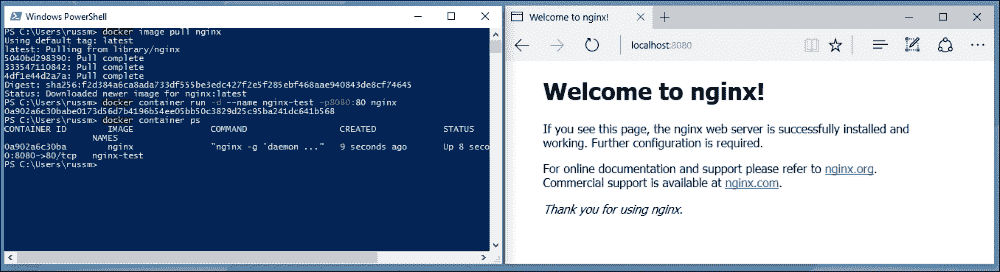 Windows PowerShell
PS C:\Users\russm> docker image pull nginx
Using default tag: latest
latest: Pulling from library/nginx
5040bd298390: Pull complete
333547110842: Pull complete
4df1e44d2a7a: Pull complete
Digest: sha256:f2d384a6ca8ada733df555be3edc427f2e5f285ebf468aae940843de8cf74645
Status: Downloaded newer image for nginx:latest
PS C:\Users\russm> docker container run -d --name nginx-test -p8080:80 nginx
0a902a6c30babe0173d56d7b4196b54ee05bb50c3829d25c95ba241dc641b568
PS C:\Users\russm> docker container ps
CONTAINER ID IMAGE COMMAND CREATED STATUS
NAMES
0a902a6c30ba nginx "nginx -g 'daemon ..." 9 seconds ago Up 8 seco
0:8080->80/tcp nginx-test
PS C:\Users\russm>
Welcome to nginx!
localhost:8080
Welcome to nginx!
If you see this page, the nginx web server is successfully installed and
working. Further configuration is required.
For online documentation and support please refer to nginx.org.
Commercial support is available at nginx.com.
Thank you for using nginx.